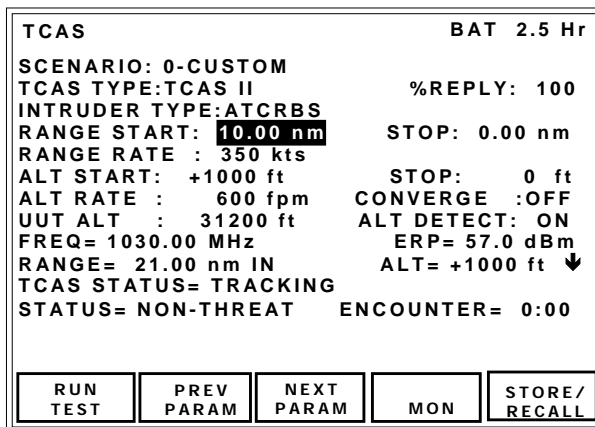 TCAS BAT 2.5 Hr
SCENARIO: 0-CUSTOM
TCAS TYPE:TCAS II %REPLY: 100
INTRUDER TYPE:ATCRBS
RANGE START: 10.00 nm STOP: 0.00 nm
RANGE RATE : 350 kts
ALT START: +1000 ft STOP: 0 ft
ALT RATE : 600 fpm CONVERGE :OFF
UUT ALT : 31200 ft ALT DETECT: ON
FREQ= 1030.00 MHz ERP= 57.0 dBm
RANGE= 21.00 nm IN ALT= +1000 ft
TCAS STATUS= TRACKING
STATUS= NON-THREAT ENCOUNTER= 0:00
RUN TEST
PREV PARAM
NEXT PARAM
MON
STORE/ RECALL